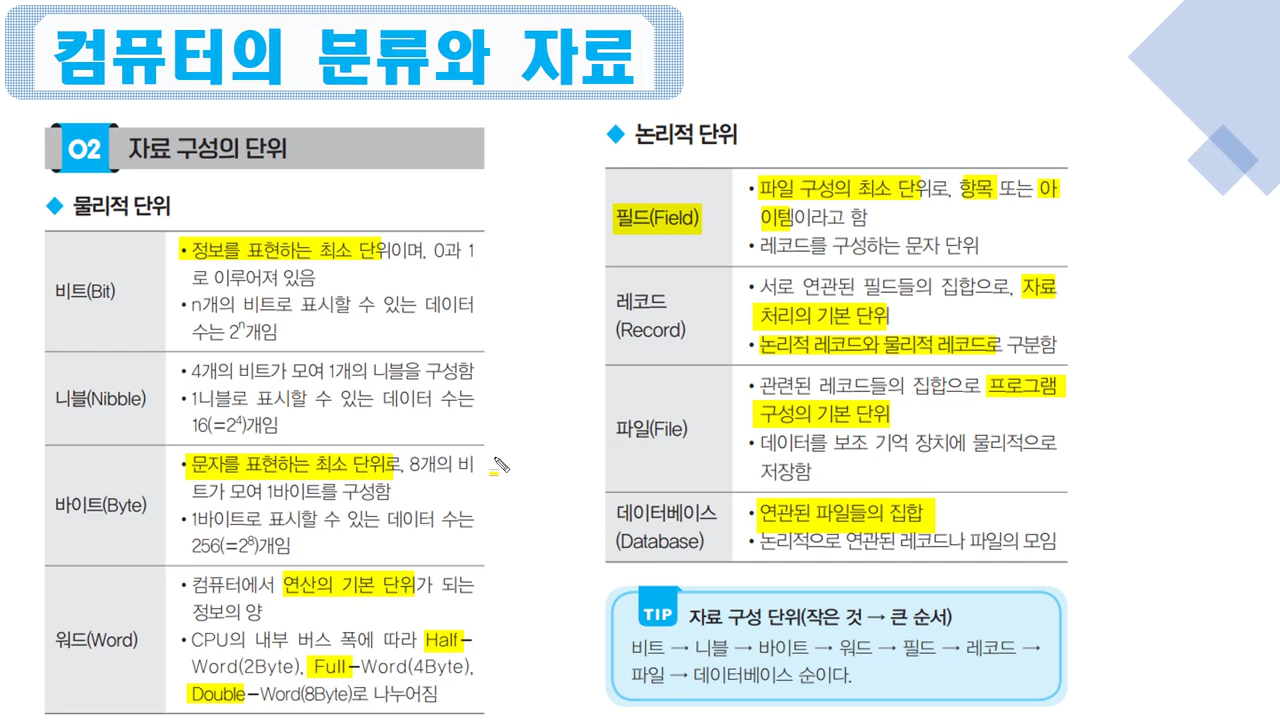 컴퓨터의 분류와 자료
02 자료 구성의 단위
◆ 물리적 단위
비트(Bit)
• 정보를 표현하는 최소 단위이며, 0과 1
로 이루어져 있음
• n개의 비트로 표시할 수 있는 데이터
수는 2ⁿ개임
니블(Nibble)
• 4개의 비트가 모여 1개의 니블을 구성함
• 1니블로 표시할 수 있는 데이터 수는
16(=2⁴)개임
바이트(Byte)
• 문자를 표현하는 최소 단위로, 8개의 비
트가 모여 1바이트를 구성함
• 1바이트로 표시할 수 있는 데이터 수는
256(=2⁸)개임
워드(Word)
• 컴퓨터에서 연산의 기본 단위가 되는
정보의 양
• CPU의 내부 버스 폭에 따라 Half-
Word(2Byte), Full-Word(4Byte),
Double-Word(8Byte)로 나누어짐
◆ 논리적 단위
필드(Field)
• 파일 구성의 최소 단위로, 항목 또는 아
이템이라고 함
• 레코드를 구성하는 문자 단위
레코드
(Record)
• 서로 연관된 필드들의 집합으로, 자료
처리의 기본 단위
• 논리적 레코드와 물리적 레코드로 구분함
파일(File)
• 관련된 레코드들의 집합으로 프로그램
구성의 기본 단위
• 데이터를 보조 기억 장치에 물리적으로
저장함
데이터베이스
(Database)
• 연관된 파일들의 집합
• 논리적으로 연관된 레코드나 파일의 모임
TIP 자료 구성 단위(작은 것 → 큰 순서)
비트 → 니블 → 바이트 → 워드 → 필드 → 레코드 →
파일 → 데이터베이스 순이다.